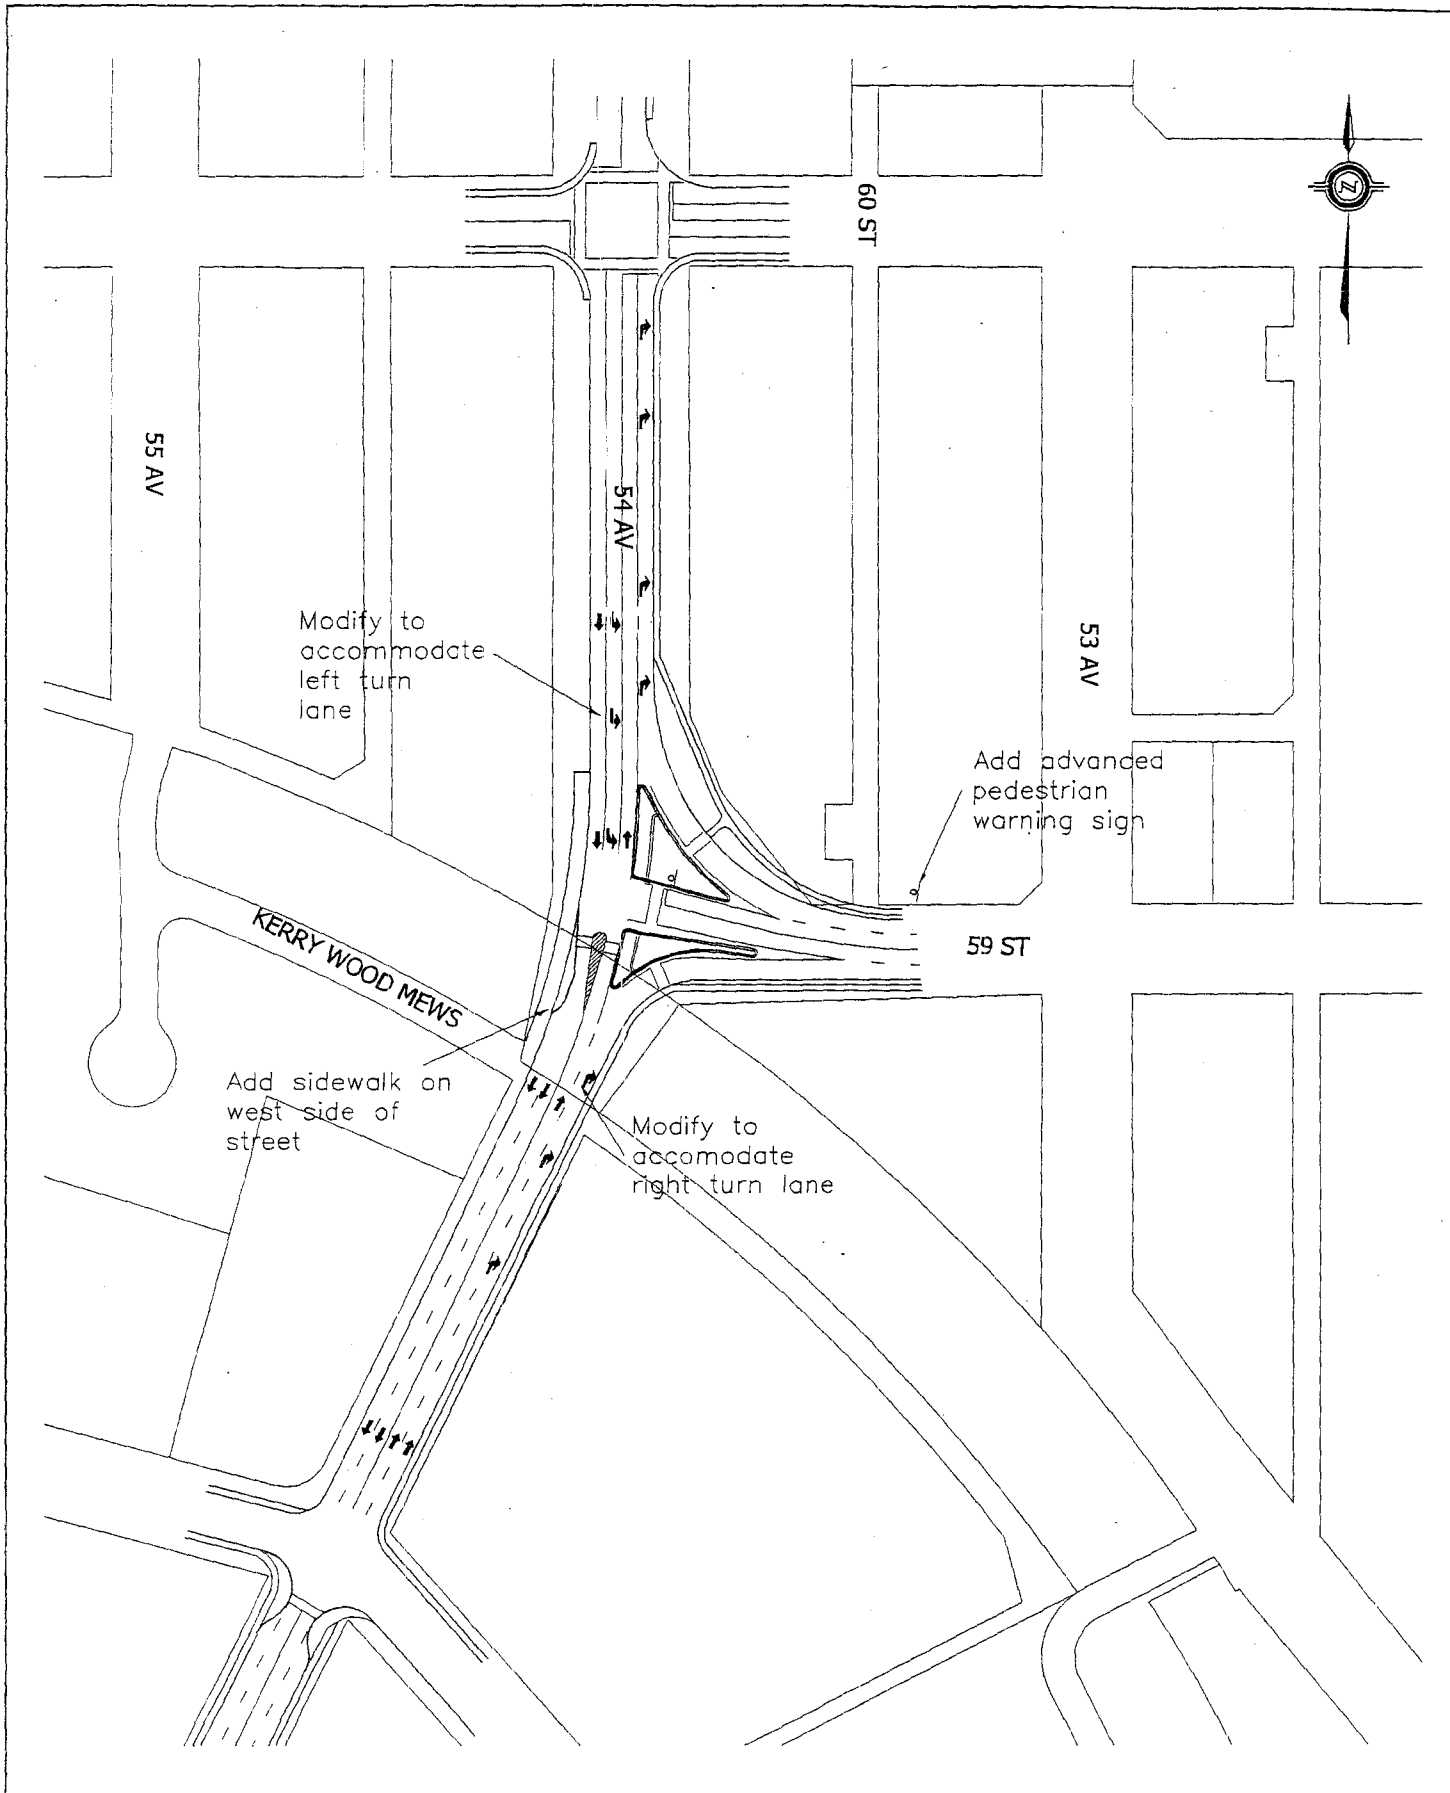 60 ST
55 AV
54 AV
Modify to
accommodate
left turn
lane
53 AV
Add advanced
pedestrian
warning sign
59 ST
KERRY WOOD MEWS
Add sidewalk on
west side of
street
Modify to
accomodate
right turn lane
N